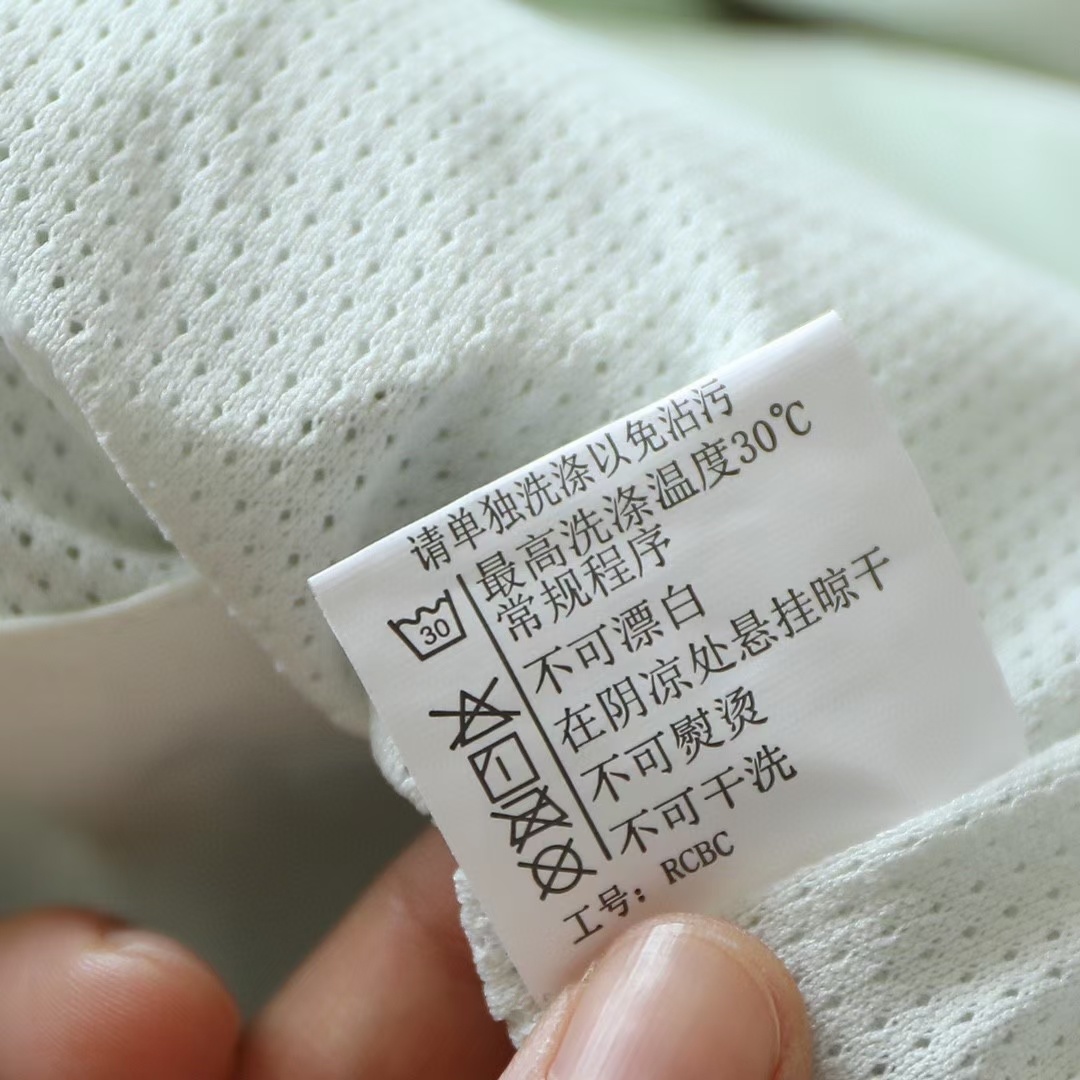 请单独洗涤以免沾污
最高洗涤温度30℃
常规程序
30
不可漂白
在阴凉处悬挂晾干
不可熨烫
不可干洗
工号：RCBC